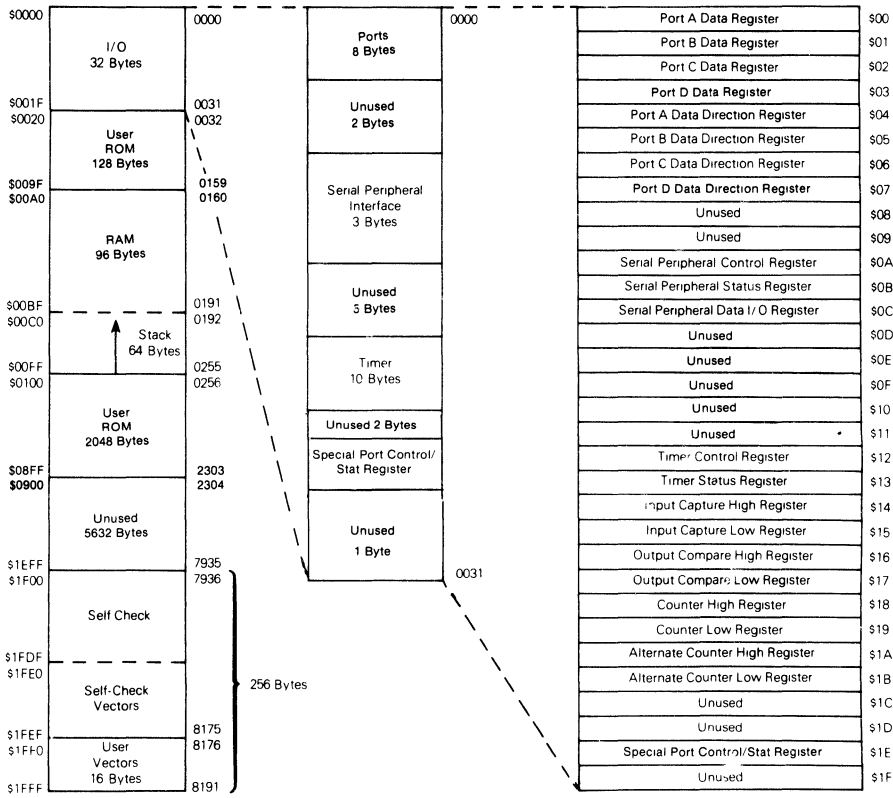 $0000
0000
I/O
32 Bytes
$001F
0031
$0020
0032
User
ROM
128 Bytes
$009F
0159
$00A0
0160
RAM
96 Bytes
$00BF
0191
$00C0
0192
Stack
64 Bytes
$00FF
0255
$0100
0256
User
ROM
2048 Bytes
$08FF
2303
$0900
2304
Unused
5632 Bytes
$1EFF
7935
$1F00
7936
Self Check
$1FDF
$1FE0
256 Bytes
Self-Check
Vectors
$1FEF
8175
$1FF0
8176
User
Vectors
16 Bytes
$1FFF
8191
0000
Ports
8 Bytes
Unused
2 Bytes
Serial Peripheral
Interface
3 Bytes
Unused
5 Bytes
Timer
10 Bytes
Unused 2 Bytes
Special Port Control/
Stat Register
Unused
1 Byte
0031
Port A Data Register $00
Port B Data Register $01
Port C Data Register $02
Port D Data Register $03
Port A Data Direction Register $04
Port B Data Direction Register $05
Port C Data Direction Register $06
Port D Data Direction Register $07
Unused $08
Unused $09
Serial Peripheral Control Register $0A
Serial Peripheral Status Register $0B
Serial Peripheral Data I/O Register $0C
Unused $0D
Unused $0E
Unused $0F
Unused $10
Unused $11
Timer Control Register $12
Timer Status Register $13
Input Capture High Register $14
Input Capture Low Register $15
Output Compare High Register $16
Output Compare Low Register $17
Counter High Register $18
Counter Low Register $19
Alternate Counter High Register $1A
Alternate Counter Low Register $1B
Unused $1C
Unused $1D
Special Port Control/Stat Register $1E
Unused $1F